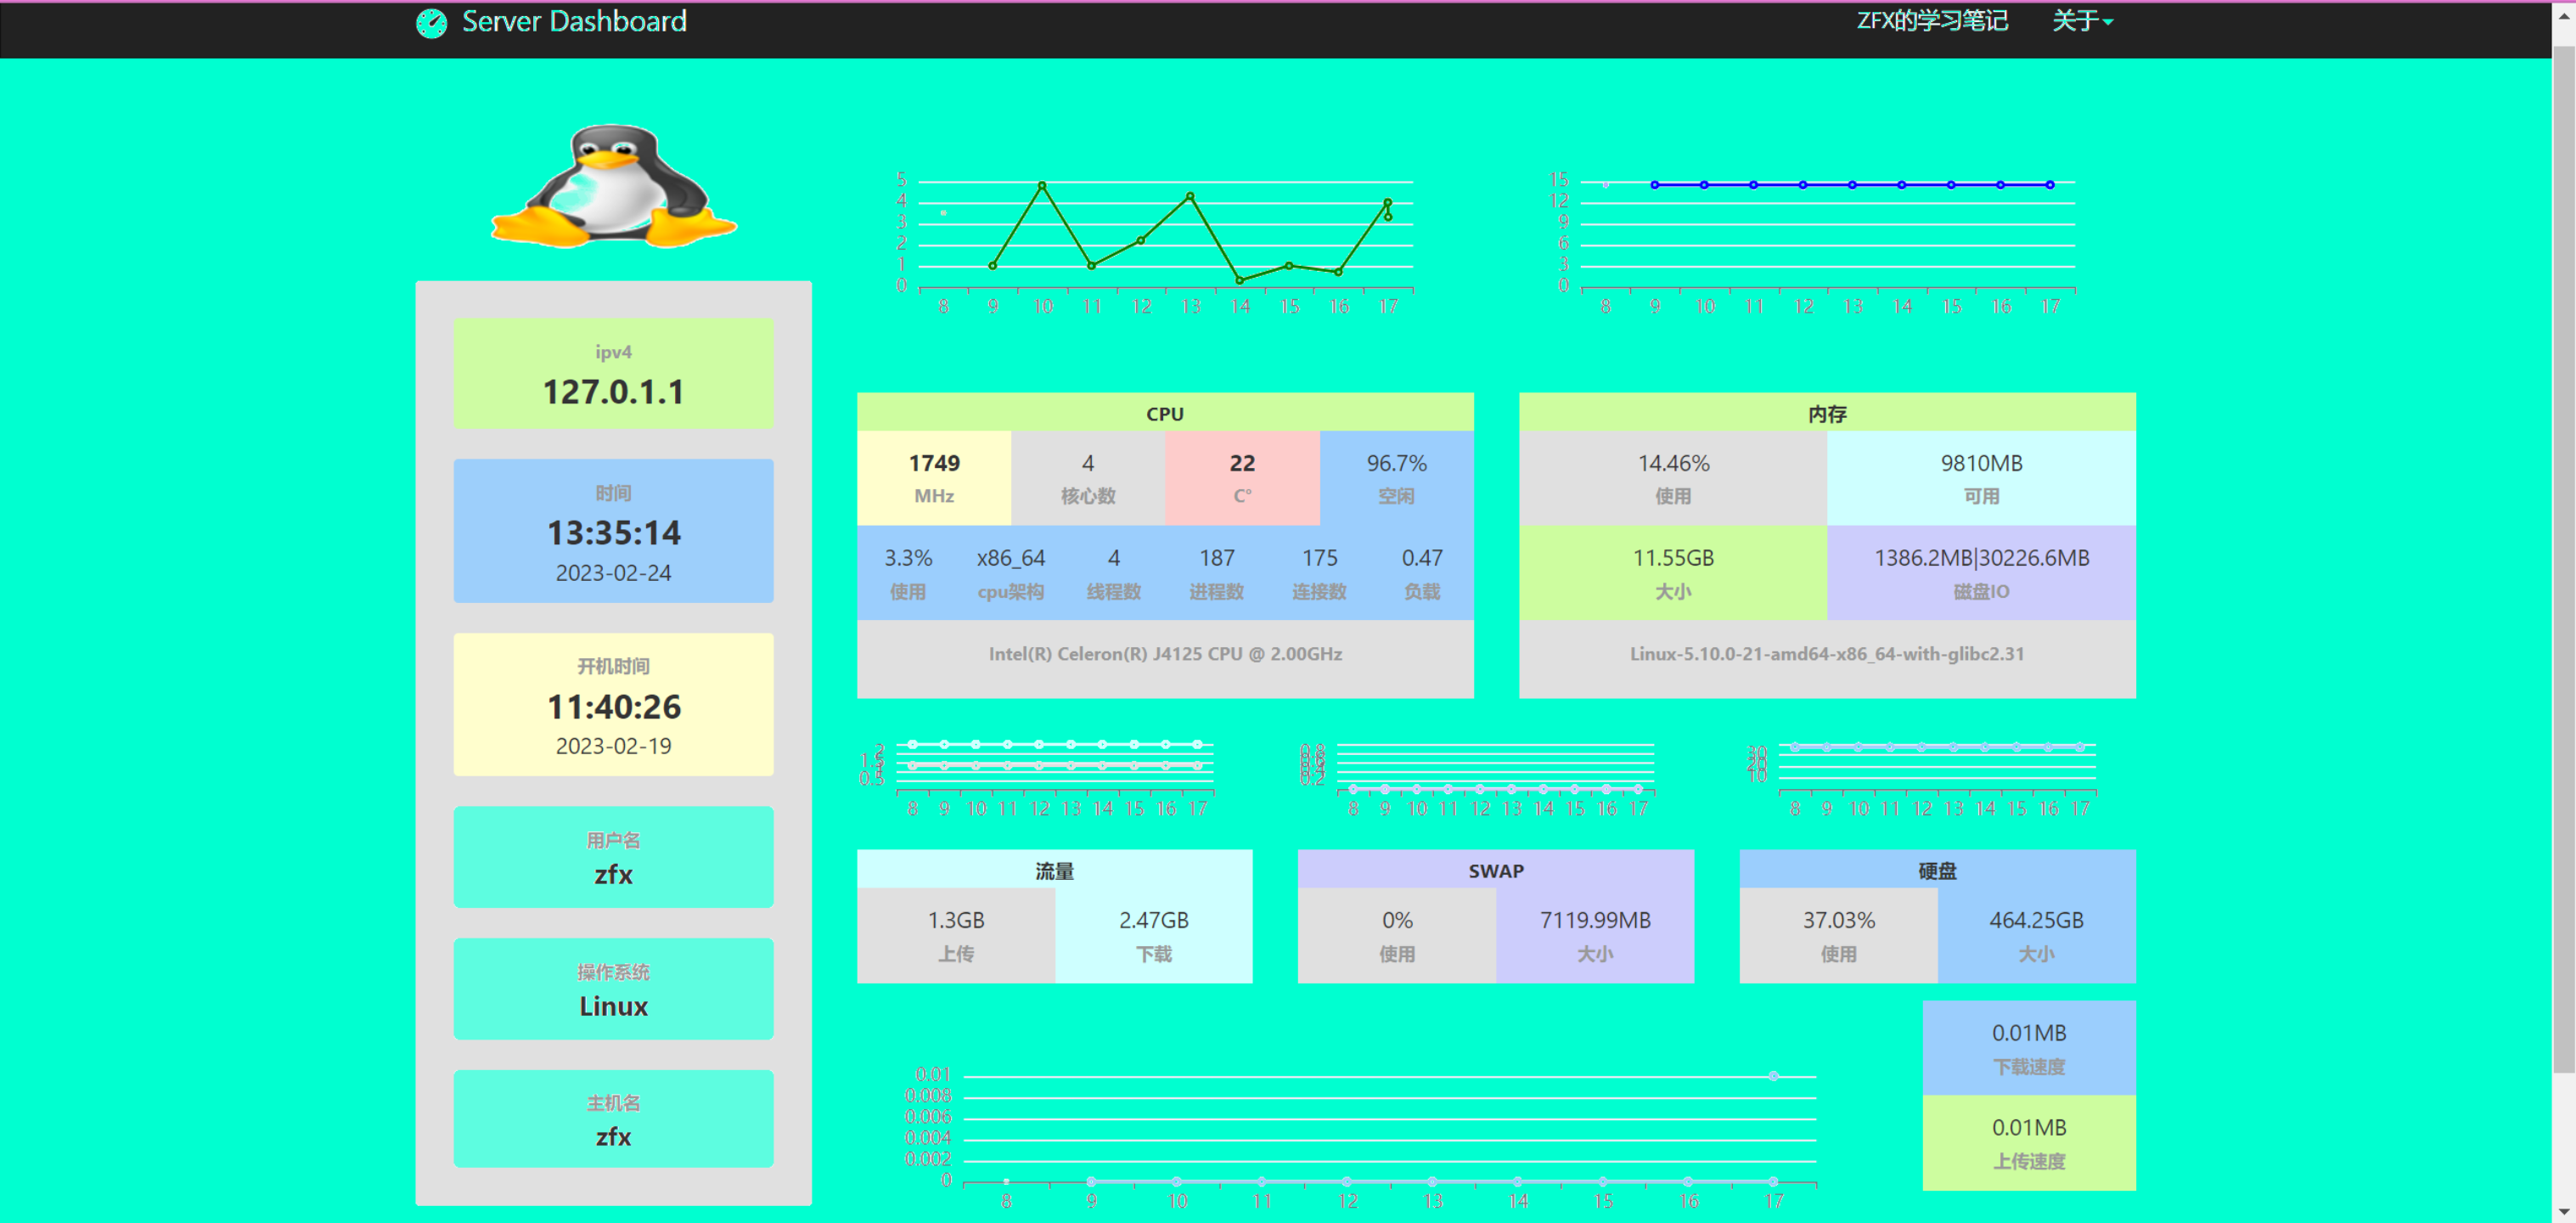 Server Dashboard
ZFX的学习笔记 关于
ipv4
127.0.1.1
时间
13:35:14
2023-02-24
开机时间
11:40:26
2023-02-19
用户名
zfx
操作系统
Linux
主机名
zfx
5
4
3
2
1
0
8 9 10 11 12 13 14 15 16 17
15
12
9
6
3
0
8 9 10 11 12 13 14 15 16 17
CPU
1749 4 22 96.7%
MHz 核心数 C° 空闲
3.3% x86_64 4 187 175 0.47
使用 cpu架构 线程数 进程数 连接数 负载
Intel(R) Celeron(R) J4125 CPU @ 2.00GHz
内存
14.46% 9810MB
使用 可用
11.55GB 1386.2MB|30226.6MB
大小 磁盘IO
Linux-5.10.0-21-amd64-x86_64-with-glibc2.31
2
0.5
8 9 10 11 12 13 14 15 16 17
0.8
0.2
8 9 10 11 12 13 14 15 16 17
30
20
10
8 9 10 11 12 13 14 15 16 17
流量
1.3GB 2.47GB
上传 下载
SWAP
0% 7119.99MB
使用 大小
硬盘
37.03% 464.25GB
使用 大小
0.01
0.008
0.006
0.004
0.002
0
8 9 10 11 12 13 14 15 16 17
0.01MB
下载速度
0.01MB
上传速度